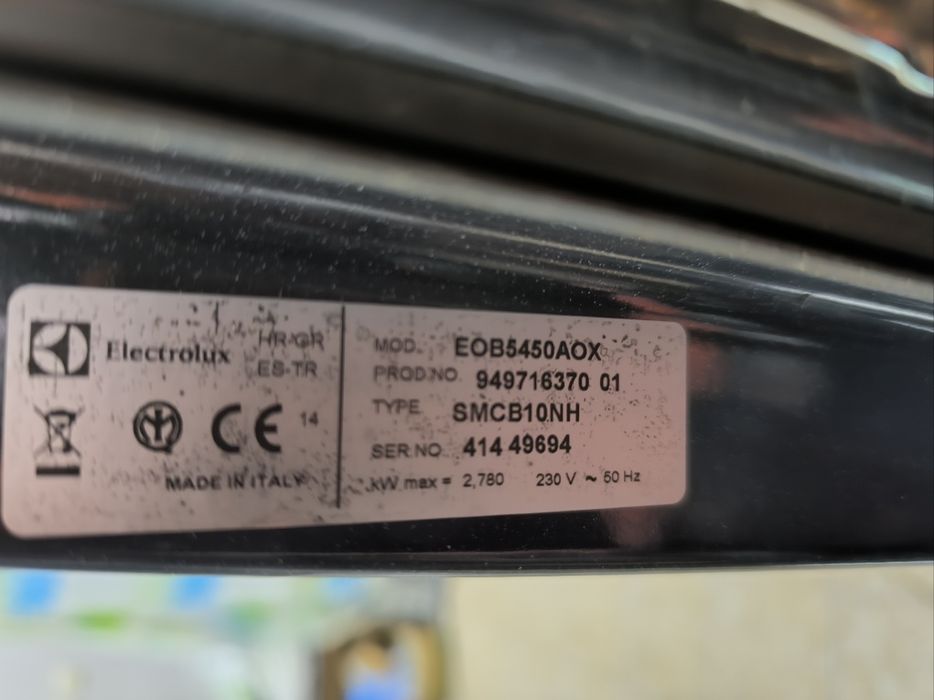 Electrolux
HR-GR
ES-TR
CE
14
MADE IN ITALY
MOD. EOB5450AOX
PROD.NO. 949716370 01
TYPE SMCB10NH
SER.NO. 414 49694
kW max = 2,780 230 V ~ 50 Hz